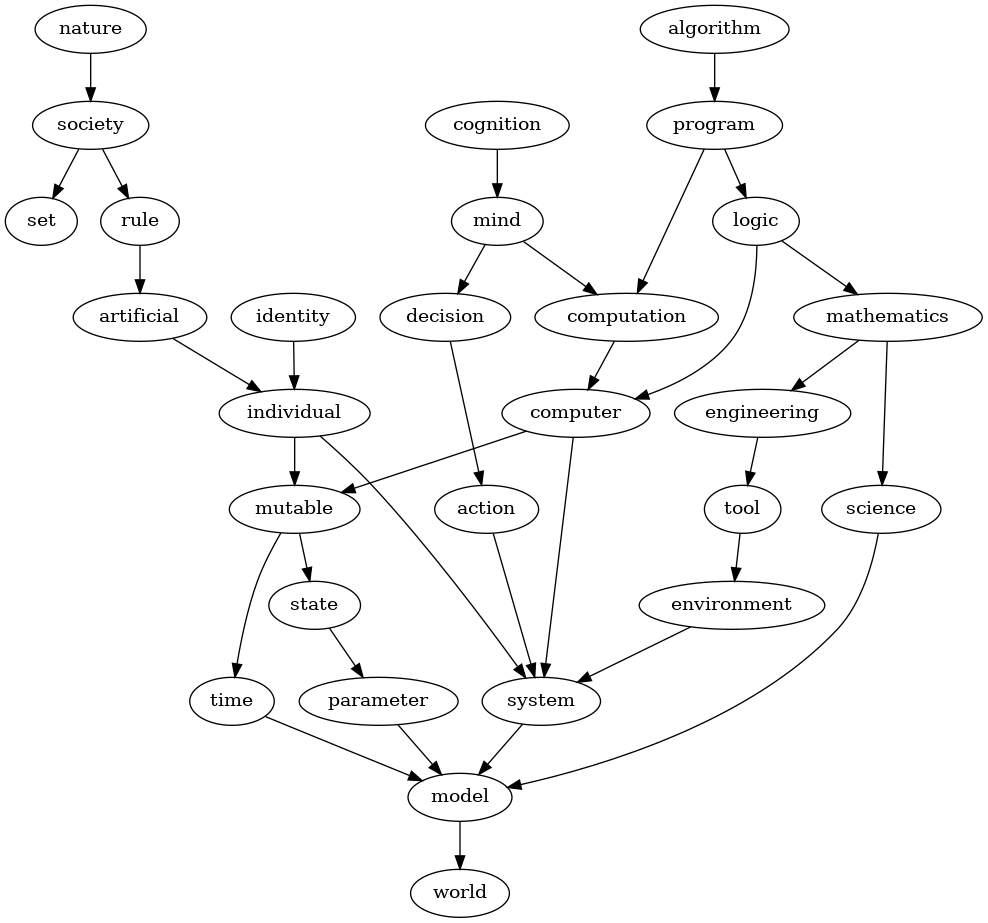 nature
algorithm
society
cognition
program
set
rule
mind
logic
artificial
identity
decision
computation
mathematics
individual
computer
engineering
mutable
action
tool
science
state
environment
time
parameter
system
model
world